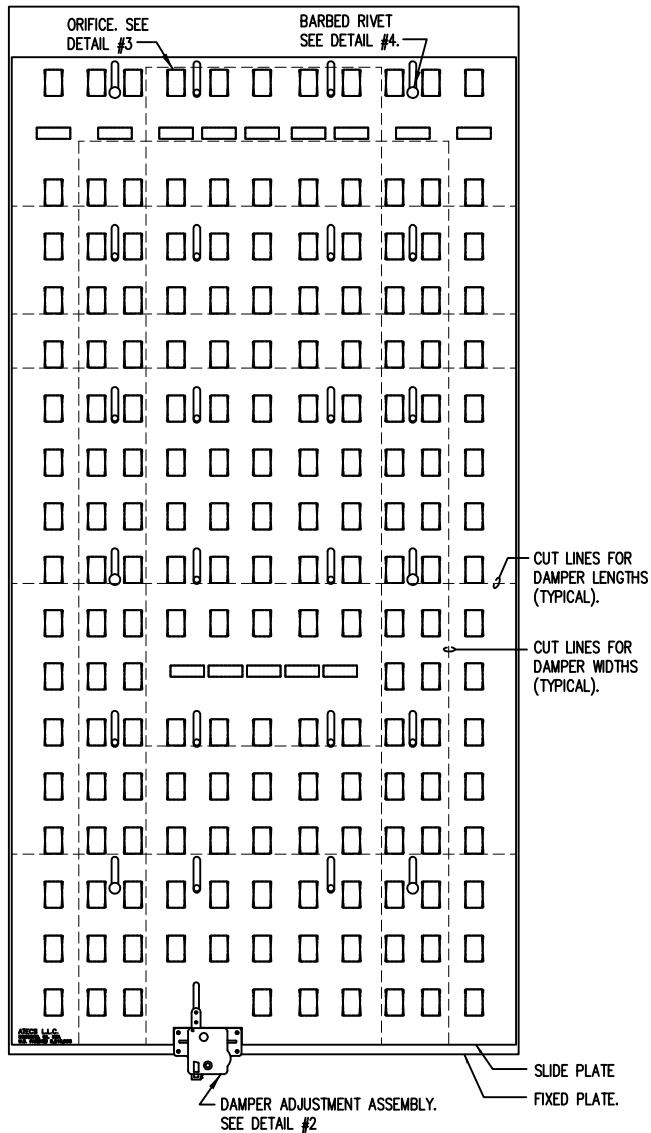 ORIFICE. SEE
DETAIL #3
BARBED RIVET
SEE DETAIL #4.
CUT LINES FOR
DAMPER LENGTHS
(TYPICAL).
CUT LINES FOR
DAMPER WIDTHS
(TYPICAL).
ATECS L.L.C.
SLIDE PLATE
FIXED PLATE.
DAMPER ADJUSTMENT ASSEMBLY.
SEE DETAIL #2